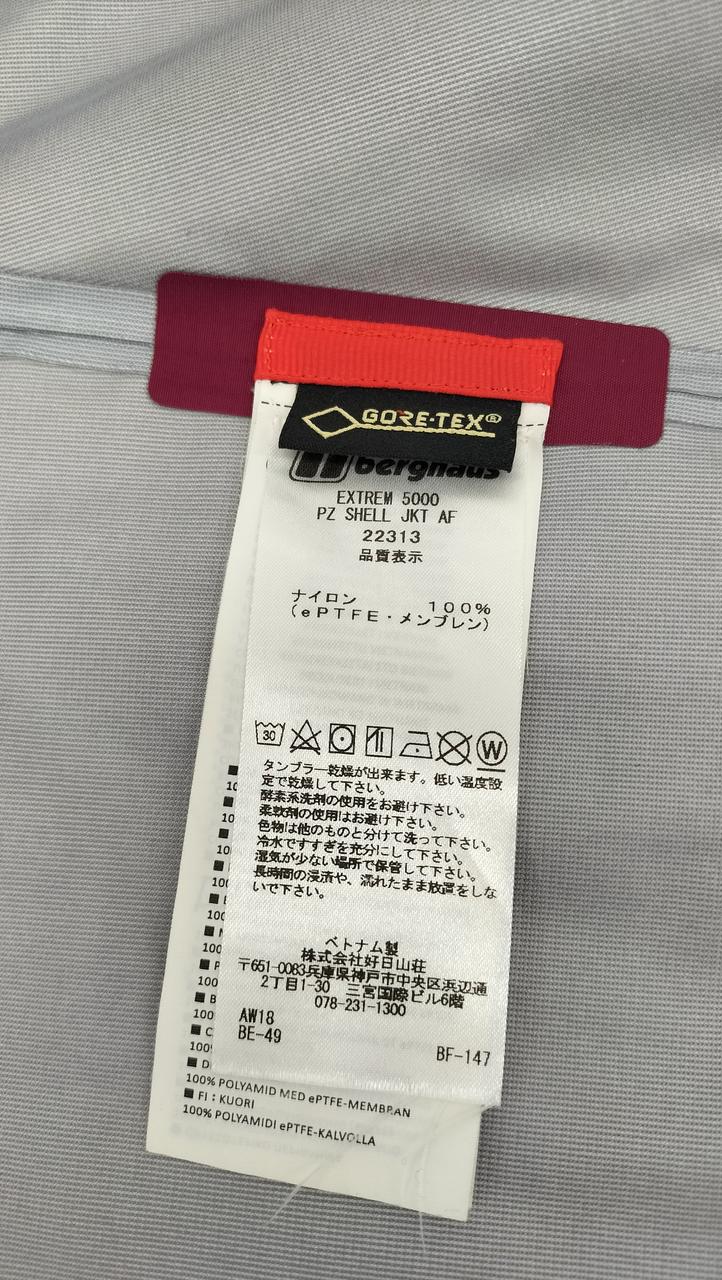 GORE-TEX®
berghaus
EXTREM 5000
PZ SHELL JKT AF
22313
品質表示
ナイロン 100%
(ePTFE・メンブレン)
30
W
タンブラー乾燥が出来ます。低い温度設
定で乾燥して下さい。
酵素系洗剤の使用をお避け下さい。
柔軟剤の使用はお避け下さい。
色物は他のものと分けて洗って下さい。
冷水ですすぎを充分にして下さい。
湿気が少ない場所で保管して下さい。
長時間の浸漬や、濡れたまま放置をしな
いで下さい。
ベトナム製
株式会社好日山荘
〒651-0083兵庫県神戸市中央区浜辺通
2丁目1-30 三宮国際ビル6階
078-231-1300
AW18
BE-49
BF-147
100% POLYAMID MED ePTFE-MEMBRAN
■ FI : KUORI
100% POLYAMIDI ePTFE-KALVOLLA